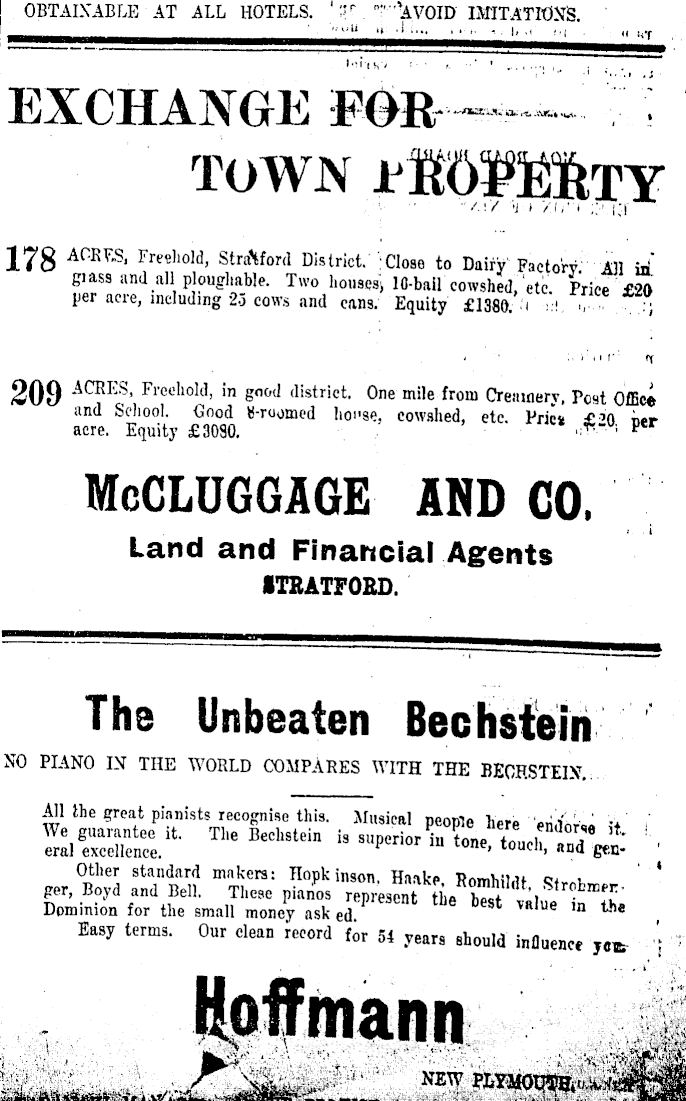 OBTAINABLE AT ALL HOTELS. AVOID IMITATIONS.
EXCHANGE FOR
TOWN PROPERTY
178 ACRES, Freehold, Stratford District. Close to Dairy Factory. All in
grass and all ploughable. Two houses, 10-bail cowshed, etc. Price £20
per acre, including 25 cows and cans. Equity £1380.
209 ACRES, Freehold, in good district. One mile from Creamery, Post Office
and School. Good 8-roomed house, cowshed, etc. Price £20 per
acre. Equity £3080.
McCLUGGAGE AND CO.
Land and Financial Agents
STRATFORD.
The Unbeaten Bechstein
NO PIANO IN THE WORLD COMPARES WITH THE BECHSTEIN.
All the great pianists recognise this. Musical people here endorse it.
We guarantee it. The Bechstein is superior in tone, touch, and gen-
eral excellence.
Other standard makers: Hopkinson, Haake, Romhildt, Strohmen-
ger, Boyd and Bell. These pianos represent the best value in the
Dominion for the small money asked.
Easy terms. Our clean record for 54 years should influence you
Hoffmann
NEW PLYMOUTH.